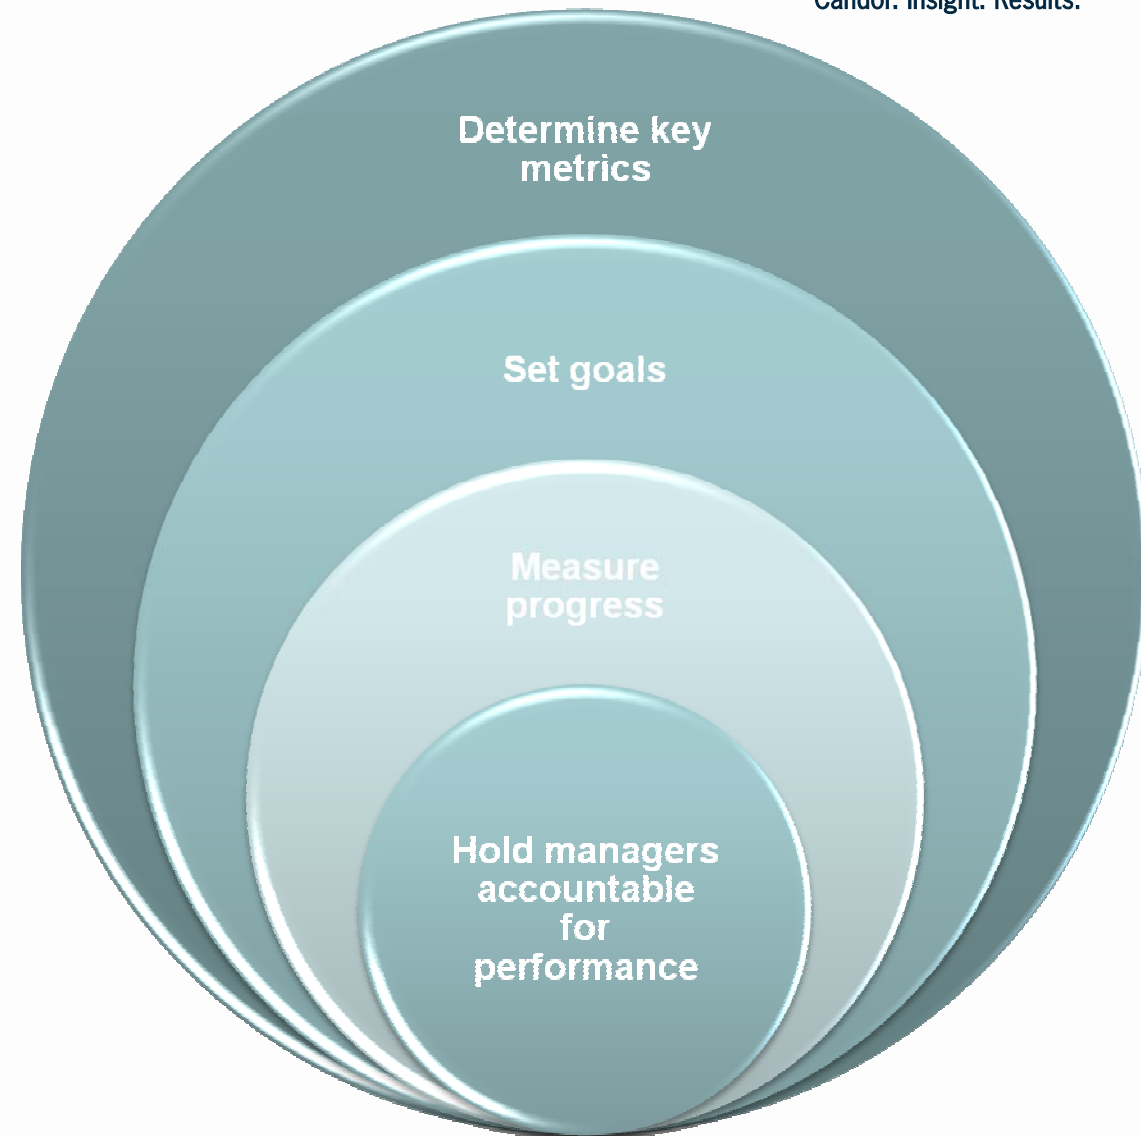 Candor. Insight. Results.
Determine key
metrics
Set goals
Measure
progress
Hold managers
accountable
for
performance